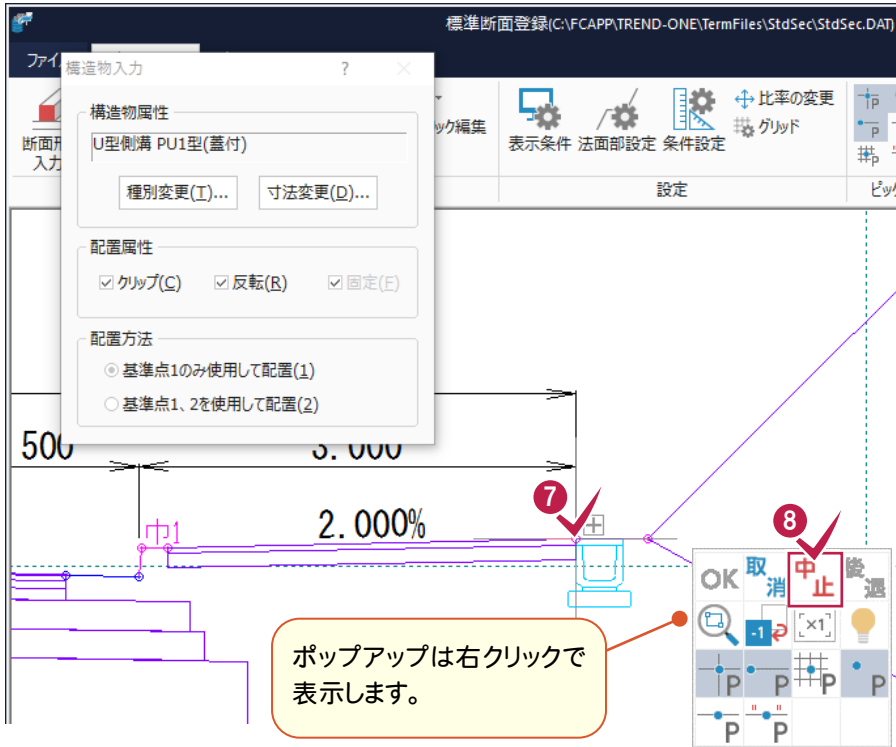 標準断面登録(C:\FCAPP\TREND-ONE\TermFiles\StdSec\StdSec.DAT)
ファイ
構造物入力 ?
構造物属性
U型側溝 PU1型(蓋付)
種別変更(T)... 寸法変更(D)...
配置属性
クリップ(C) 反転(R) 固定(F)
配置方法
基準点1のみ使用して配置(1)
基準点1、2を使用して配置(2)
断面形
入力
ック編集
表示条件 法面部設定 条件設定
比率の変更
グリッド
設定
ピック
500 3.000
2.000%
巾1
7
8
OK 取消 中止 後退
-1 [×1]
P P P P
P P
ポップアップは右クリックで
表示します。